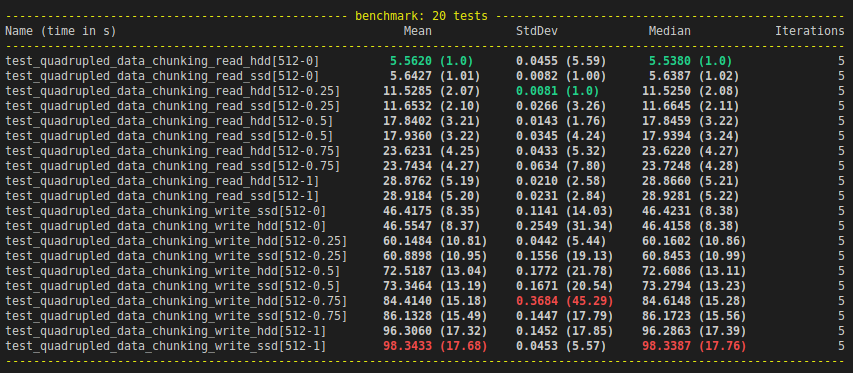 ------------------------------------------------ benchmark: 20 tests -------------------------------------------------
Name (time in s) Mean StdDev Median Iterations
----------------------------------------------------------------------------------------------------------------------
test_quadrupled_data_chunking_read_hdd[512-0] 5.5620 (1.0) 0.0455 (5.59) 5.5380 (1.0) 5
test_quadrupled_data_chunking_read_ssd[512-0] 5.6427 (1.01) 0.0082 (1.00) 5.6387 (1.02) 5
test_quadrupled_data_chunking_read_hdd[512-0.25] 11.5285 (2.07) 0.0081 (1.0) 11.5250 (2.08) 5
test_quadrupled_data_chunking_read_ssd[512-0.25] 11.6532 (2.10) 0.0266 (3.26) 11.6645 (2.11) 5
test_quadrupled_data_chunking_read_hdd[512-0.5] 17.8402 (3.21) 0.0143 (1.76) 17.8459 (3.22) 5
test_quadrupled_data_chunking_read_ssd[512-0.5] 17.9360 (3.22) 0.0345 (4.24) 17.9394 (3.24) 5
test_quadrupled_data_chunking_read_hdd[512-0.75] 23.6231 (4.25) 0.0433 (5.32) 23.6220 (4.27) 5
test_quadrupled_data_chunking_read_ssd[512-0.75] 23.7434 (4.27) 0.0634 (7.80) 23.7248 (4.28) 5
test_quadrupled_data_chunking_read_hdd[512-1] 28.8762 (5.19) 0.0210 (2.58) 28.8660 (5.21) 5
test_quadrupled_data_chunking_read_ssd[512-1] 28.9184 (5.20) 0.0231 (2.84) 28.9281 (5.22) 5
test_quadrupled_data_chunking_write_ssd[512-0] 46.4175 (8.35) 0.1141 (14.03) 46.4231 (8.38) 5
test_quadrupled_data_chunking_write_hdd[512-0] 46.5547 (8.37) 0.2549 (31.34) 46.4158 (8.38) 5
test_quadrupled_data_chunking_write_hdd[512-0.25] 60.1484 (10.81) 0.0442 (5.44) 60.1602 (10.86) 5
test_quadrupled_data_chunking_write_ssd[512-0.25] 60.8898 (10.95) 0.1556 (19.13) 60.8453 (10.99) 5
test_quadrupled_data_chunking_write_hdd[512-0.5] 72.5187 (13.04) 0.1772 (21.78) 72.6086 (13.11) 5
test_quadrupled_data_chunking_write_ssd[512-0.5] 73.3464 (13.19) 0.1671 (20.54) 73.2794 (13.23) 5
test_quadrupled_data_chunking_write_hdd[512-0.75] 84.4140 (15.18) 0.3684 (45.29) 84.6148 (15.28) 5
test_quadrupled_data_chunking_write_ssd[512-0.75] 86.1328 (15.49) 0.1447 (17.79) 86.1723 (15.56) 5
test_quadrupled_data_chunking_write_hdd[512-1] 96.3060 (17.32) 0.1452 (17.85) 96.2863 (17.39) 5
test_quadrupled_data_chunking_write_ssd[512-1] 98.3433 (17.68) 0.0453 (5.57) 98.3387 (17.76) 5
----------------------------------------------------------------------------------------------------------------------